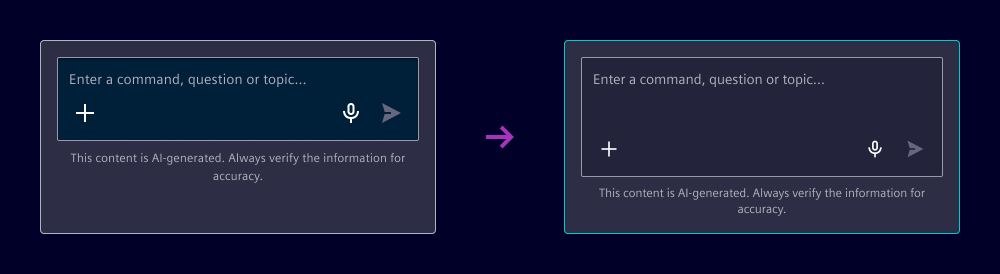 Enter a command, question or topic...
This content is AI-generated. Always verify the information for
accuracy.
Enter a command, question or topic...
This content is AI-generated. Always verify the information for
accuracy.